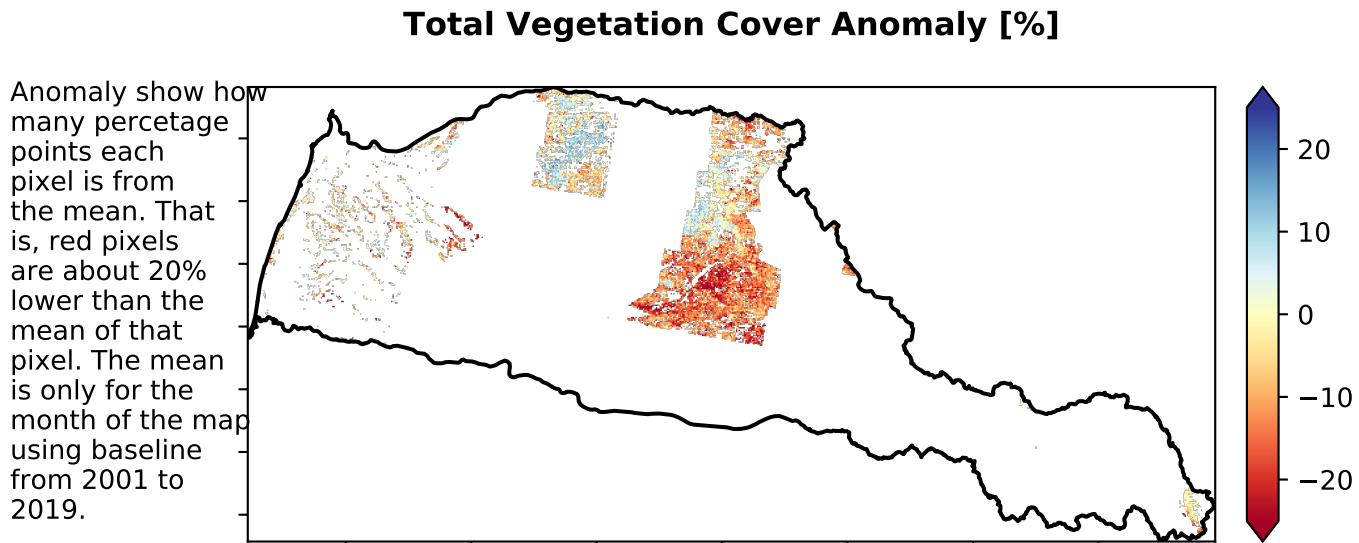 Total Vegetation Cover Anomaly [%]
Anomaly show how
many percetage
points each
pixel is from
the mean. That
is, red pixels
are about 20%
lower than the
mean of that
pixel. The mean
is only for the
month of the map
using baseline
from 2001 to
2019.
20
10
0
−10
−20